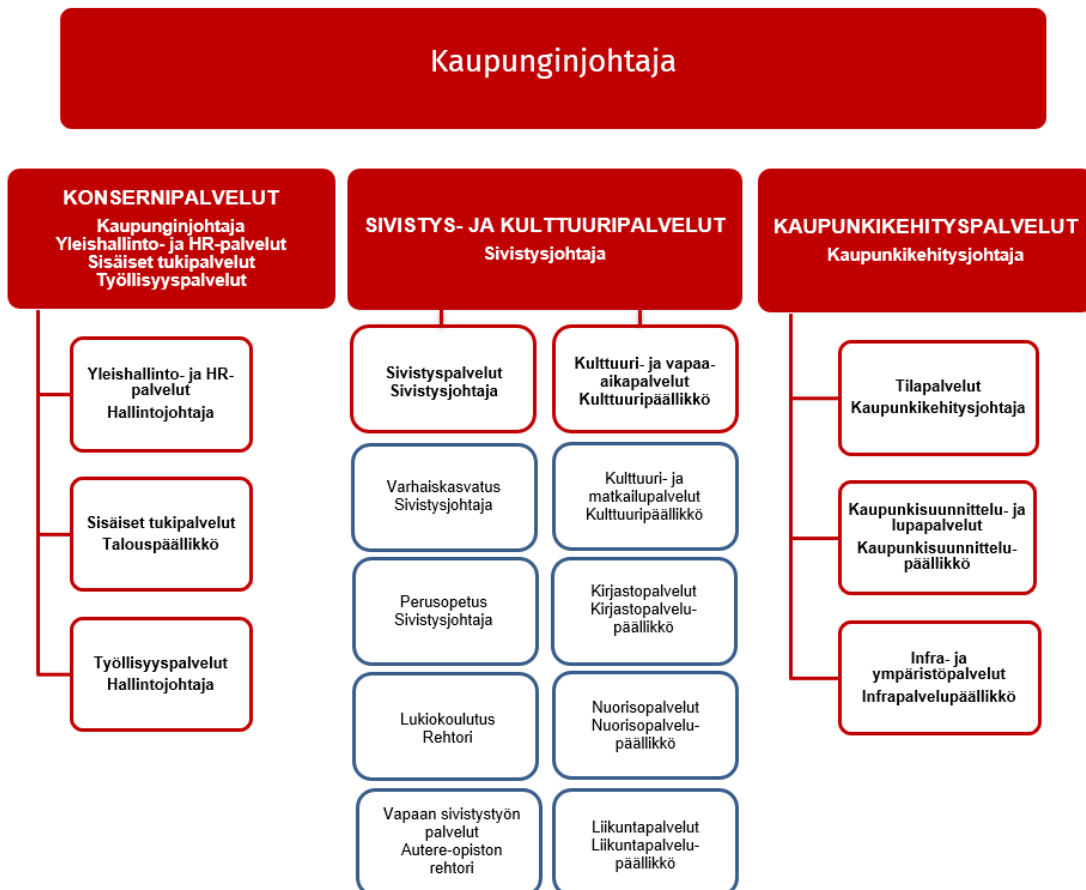 Kaupunginjohtaja
KONSERNIPALVELUT
Kaupunginjohtaja
Yleishallinto- ja HR-palvelut
Sisäiset tukipalvelut
Työllisyyspalvelut
Yleishallinto- ja HR-
palvelut
Hallintojohtaja
Sisäiset tukipalvelut
Talouspäällikkö
Työllisyyspalvelut
Hallintojohtaja
SIVISTYS- JA KULTTUURIPALVELUT
Sivistysjohtaja
Sivistyspalvelut
Sivistysjohtaja
Varhaiskasvatus
Sivistysjohtaja
Perusopetus
Sivistysjohtaja
Lukiokoulutus
Rehtori
Vapaan sivistystyön
palvelut
Autere-opiston
rehtori
Kulttuuri- ja vapaa-
aikapalvelut
Kulttuuripäällikkö
Kulttuuri- ja
matkailupalvelut
Kulttuuripäällikkö
Kirjastopalvelut
Kirjastopalvelu-
päällikkö
Nuorisopalvelut
Nuorisopalvelu-
päällikkö
Liikuntapalvelut
Liikuntapalvelu-
päällikkö
KAUPUNKIKEHITYSPALVELUT
Kaupunkikehitysjohtaja
Tilapalvelut
Kaupunkikehitysjohtaja
Kaupunkisuunnittelu- ja
lupapalvelut
Kaupunkisuunnittelu-
päällikkö
Infra- ja
ympäristöpalvelut
Infrapalvelupäällikkö